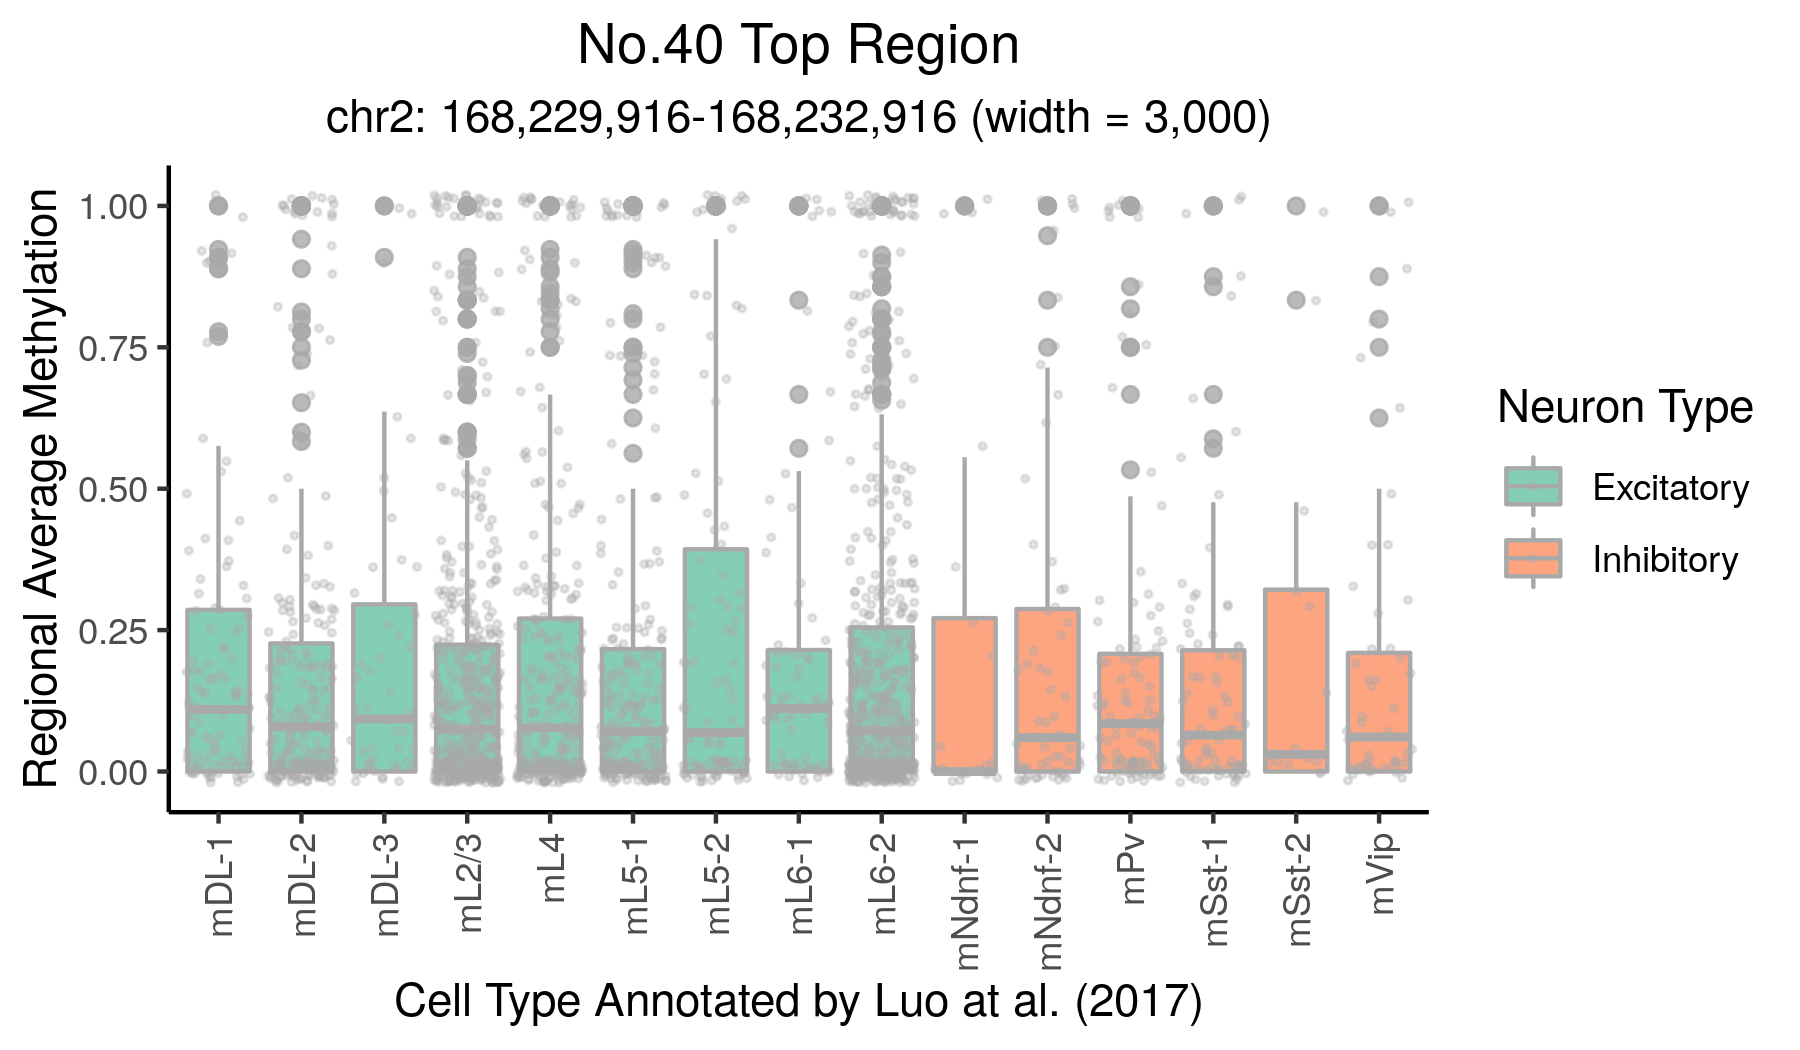 No.40 Top Region
chr2: 168,229,916-168,232,916 (width = 3,000)
Regional Average Methylation
1.00
0.75
0.50
0.25
0.00
mDL-1
mDL-2
mDL-3
mL2/3
mL4
mL5-1
mL5-2
mL6-1
mL6-2
mNdnf-1
mNdnf-2
mPv
mSst-1
mSst-2
mVip
Cell Type Annotated by Luo at al. (2017)
Neuron Type
Excitatory
Inhibitory